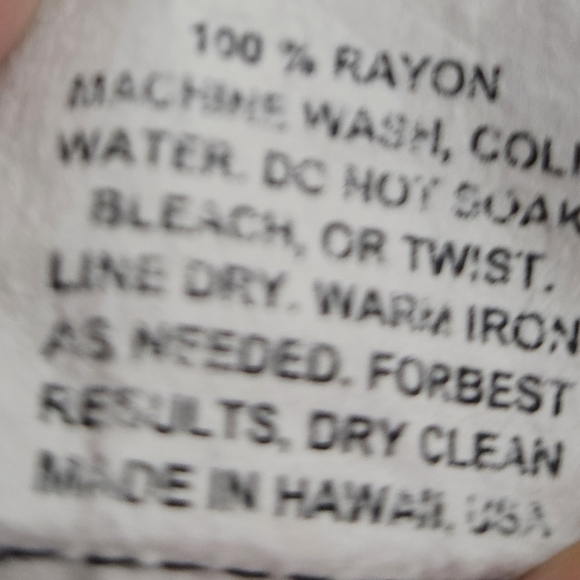 100 % RAYON
MACHINE WASH, COL
WATER. DO NOT SOAK
BLEACH, OR TWIST.
LINE DRY. WARM IRON
AS NEEDED. FORBEST
RESULTS, DRY CLEAN
MADE IN HAWAII, USA